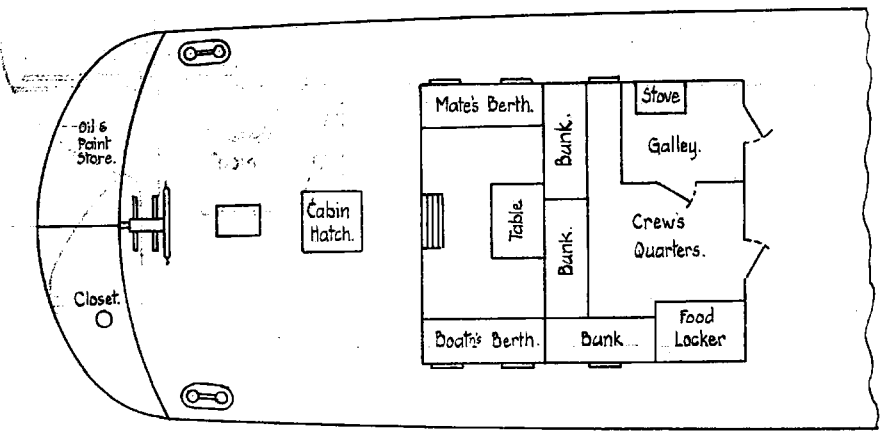 Oil &
Paint
Store.
Closet.
Cabin
Hatch.
Mate's Berth.
Bunk.
Stove
Galley.
Table
Bunk.
Crew's
Quarters.
Boatn's Berth.
Bunk
Food
Locker